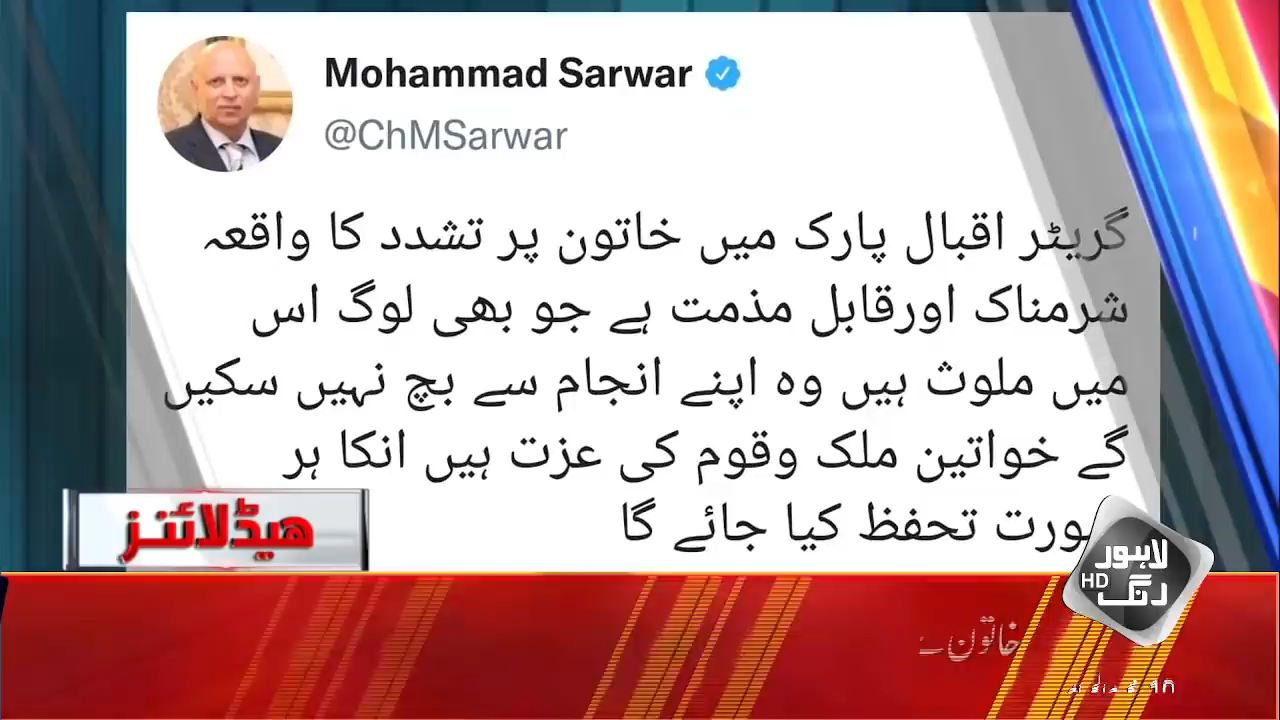 Mohammad Sarwar
@ChMSarwar
گریٹر اقبال پارک میں خاتون پر تشدد کا واقعہ
شرمناک اورقابل مذمت ہے جو بھی لوگ اس
میں ملوث ہیں وہ اپنے انجام سے بچ نہیں سکیں
گے خواتین ملک وقوم کی عزت ہیں انکا ہر
تحفظ کیا جائے گا
ھیڈلائنز
لاہور
HD رنگ
خاتون سے